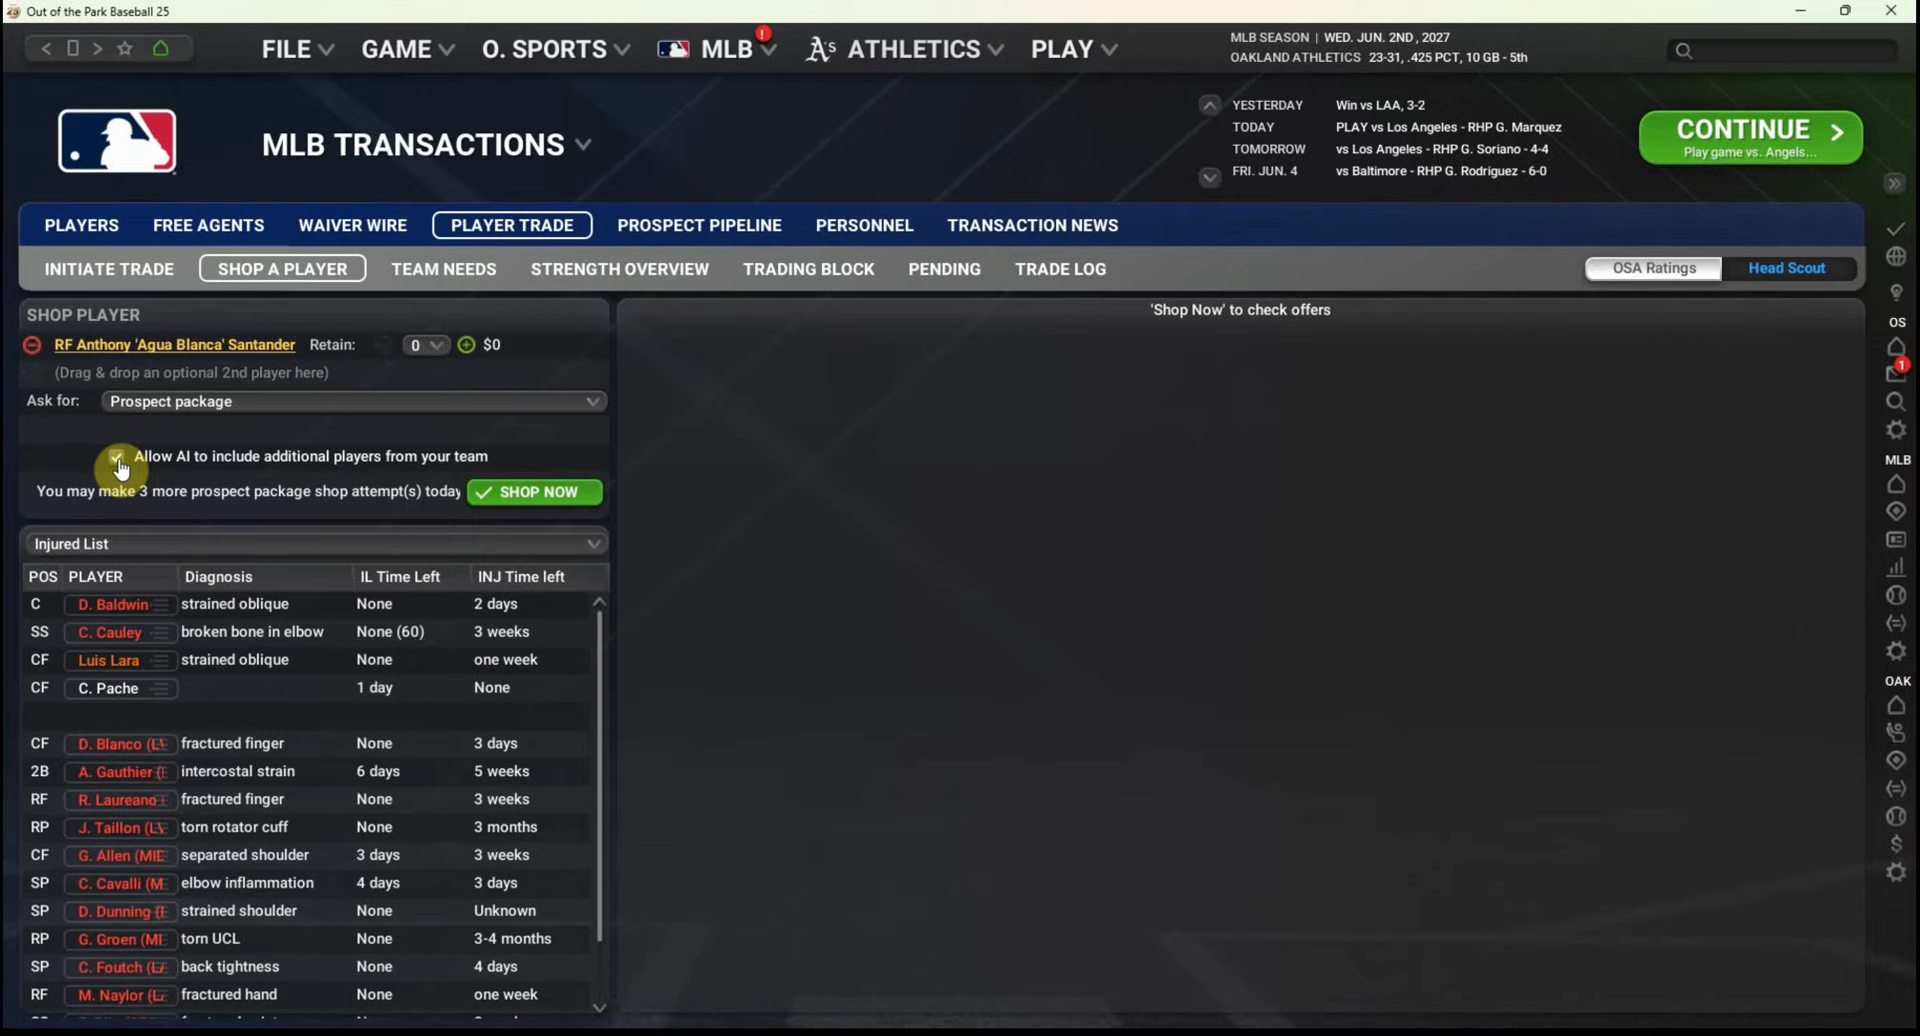 Out of the Park Baseball 25
FILE GAME O. SPORTS MLB ! A's ATHLETICS PLAY
MLB SEASON | WED. JUN. 2ND, 2027
OAKLAND ATHLETICS 23-31, .425 PCT, 10 GB - 5th
MLB TRANSACTIONS
YESTERDAY Win vs LAA, 3-2
TODAY PLAY vs Los Angeles - RHP G. Marquez
TOMORROW vs Los Angeles - RHP G. Soriano - 4-4
FRI. JUN. 4 vs Baltimore - RHP G. Rodriguez - 6-0
CONTINUE
Play game vs. Angels...
PLAYERS FREE AGENTS WAIVER WIRE PLAYER TRADE PROSPECT PIPELINE PERSONNEL TRANSACTION NEWS
INITIATE TRADE SHOP A PLAYER TEAM NEEDS STRENGTH OVERVIEW TRADING BLOCK PENDING TRADE LOG
OSA Ratings Head Scout
SHOP PLAYER
RF Anthony 'Agua Blanca' Santander Retain: 0 $0
(Drag & drop an optional 2nd player here)
Ask for: Prospect package
Allow AI to include additional players from your team
You may make 3 more prospect package shop attempt(s) today
SHOP NOW
'Shop Now' to check offers
Injured List
POS PLAYER Diagnosis IL Time Left INJ Time left
C D. Baldwin strained oblique None 2 days
SS C. Cauley broken bone in elbow None (60) 3 weeks
CF Luis Lara strained oblique None one week
CF C. Pache 1 day None
CF D. Blanco fractured finger None 3 days
2B A. Gauthier intercostal strain 6 days 5 weeks
RF R. Laureano fractured finger None 3 weeks
RP J. Taillon torn rotator cuff None 3 months
CF G. Allen separated shoulder 3 days 3 weeks
SP C. Cavalli elbow inflammation 4 days 3 days
SP D. Dunning strained shoulder None Unknown
RP G. Groen torn UCL None 3-4 months
SP C. Foutch back tightness None 4 days
RF M. Naylor fractured hand None one week
OS
1
MLB
OAK